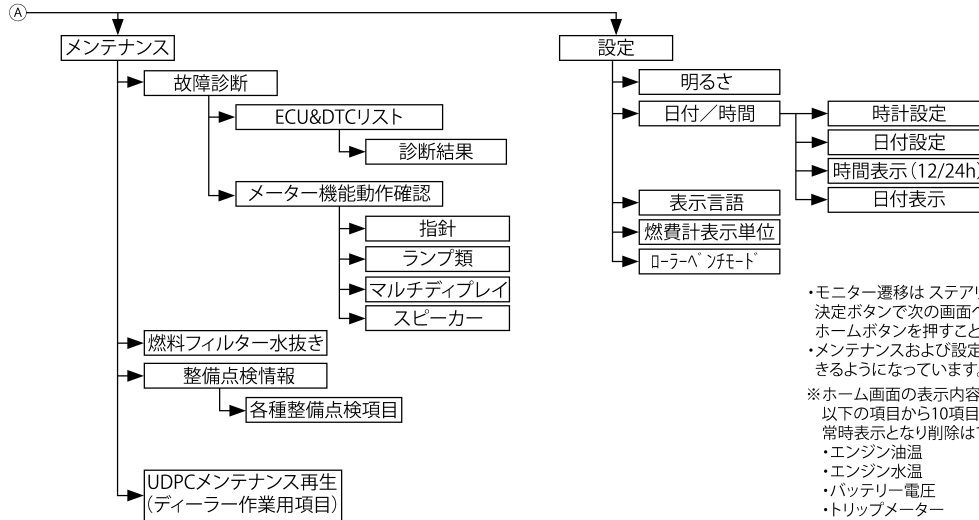 A
メンテナンス
設定
故障診断
ECU&DTCリスト
診断結果
メーター機能動作確認
指針
ランプ類
マルチディプレイ
スピーカー
燃料フィルター水抜き
整備点検情報
各種整備点検項目
UDPCメンテナンス再生
(ディーラー作業用項目)
明るさ
日付／時間
時計設定
日付設定
時間表示(12/24h)
日付表示
表示言語
燃費計表示単位
ﾛｰﾗｰﾍﾞﾝﾁﾓｰﾄﾞ
・モニター遷移は ステアリ
決定ボタンで次の画面へ
ホームボタンを押すこと
・メンテナンスおよび設定
きるようになっています。
※ホーム画面の表示内容
以下の項目から10項目
常時表示となり削除は
・エンジン油温
・エンジン水温
・バッテリー電圧
・トリップメーター